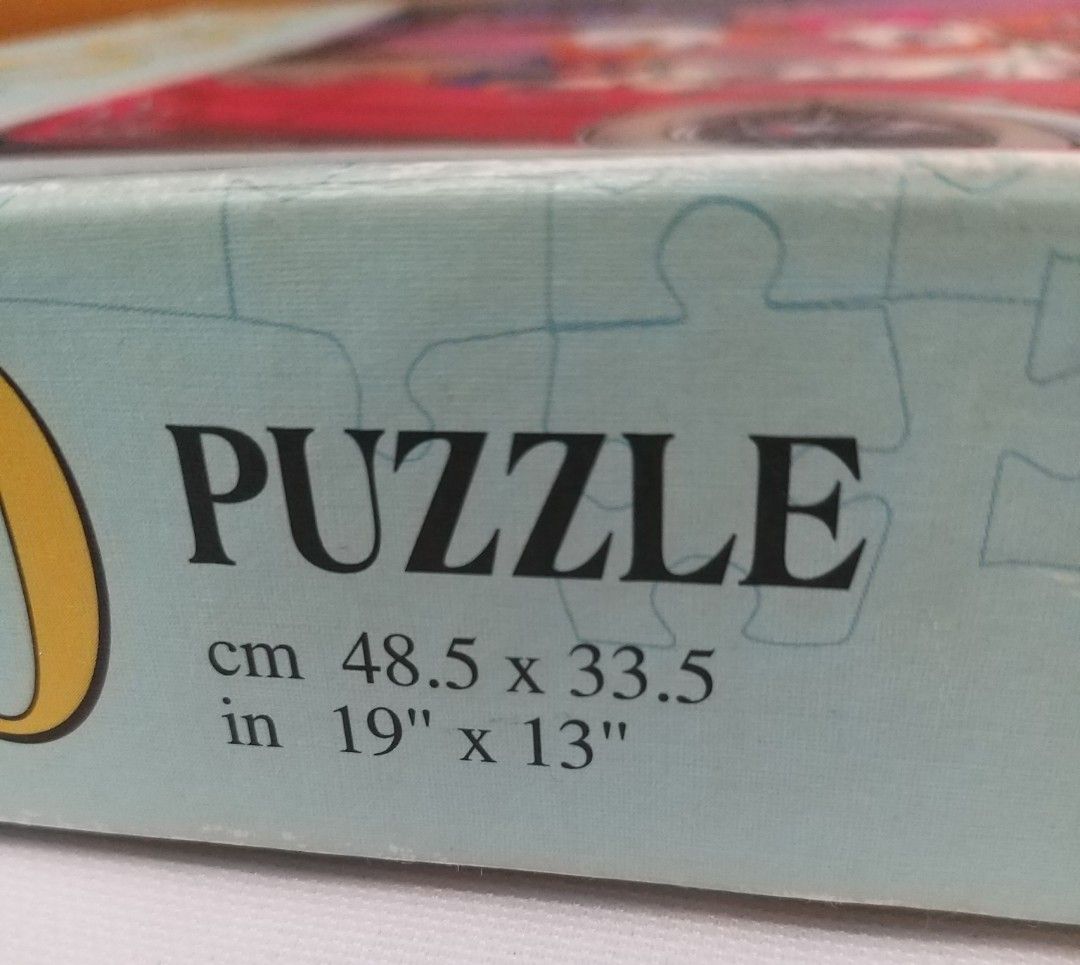 PUZZLE
cm 48.5 x 33.5
in 19" x 13"